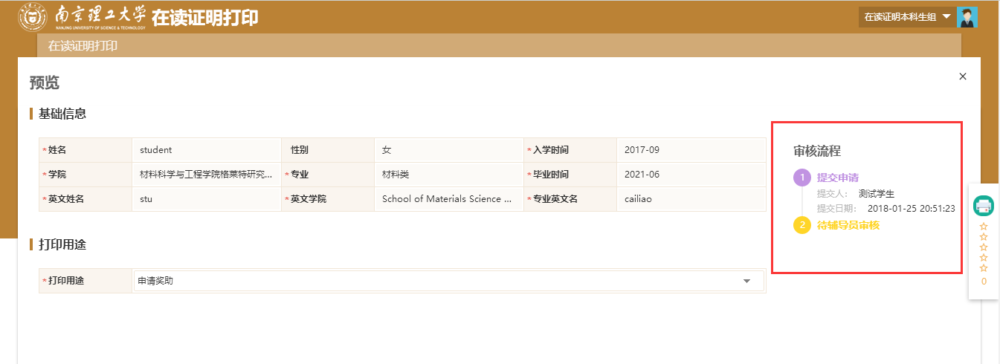 南京理工大学 在读证明打印
NANJING UNIVERSITY OF SCIENCE & TECHNOLOGY
在读证明本科生组
在读证明打印
预览
×
基础信息
*姓名 student 性别 女 *入学时间 2017-09
*学院 材料科学与工程学院格莱特研究... *专业 材料类 *毕业时间 2021-06
*英文姓名 stu *英文学院 School of Materials Science ... *专业英文名 cailiao
打印用途
*打印用途 申请奖助
审核流程
1 提交申请
提交人： 测试学生
提交日期： 2018-01-25 20:51:23
2 待辅导员审核
0